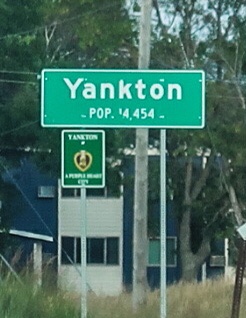 Yankton
POP. 14,454
YANKTON
A PURPLE HEART
CITY